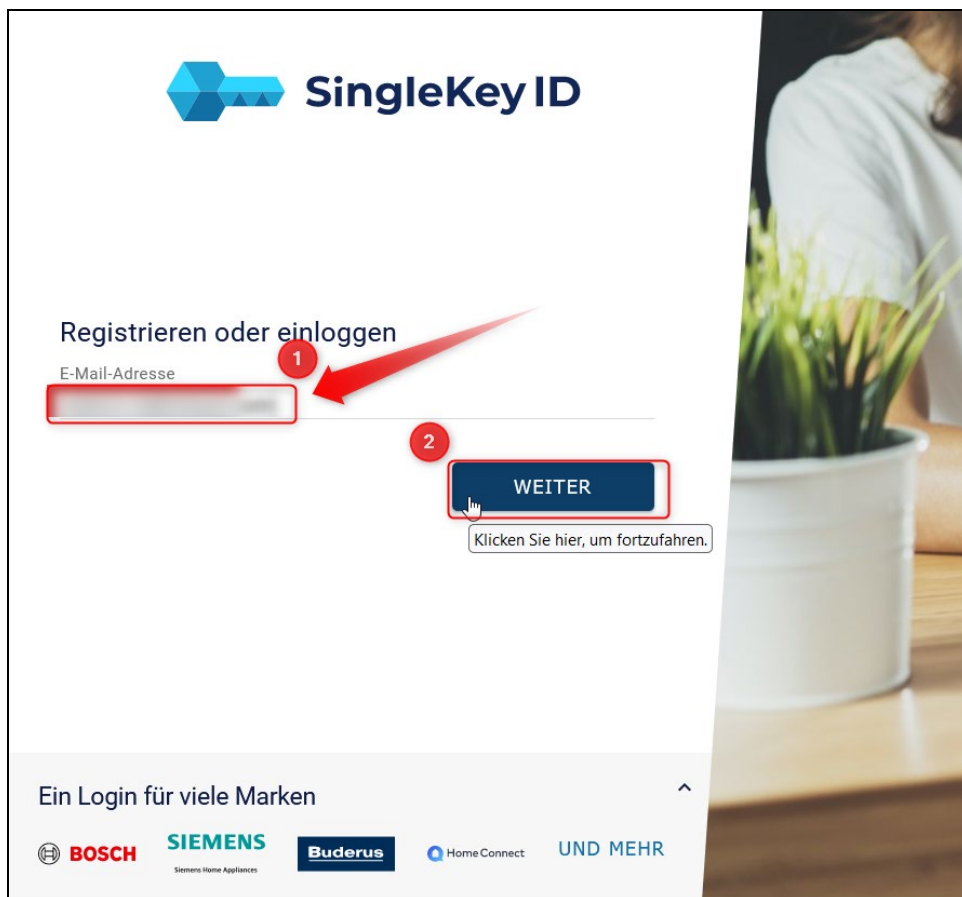 SingleKey ID
Registrieren oder einloggen
1
E-Mail-Adresse
2
WEITER
Klicken Sie hier, um fortzufahren.
Ein Login für viele Marken
BOSCH
SIEMENS
Siemens Home Appliances
Buderus
Home Connect
UND MEHR